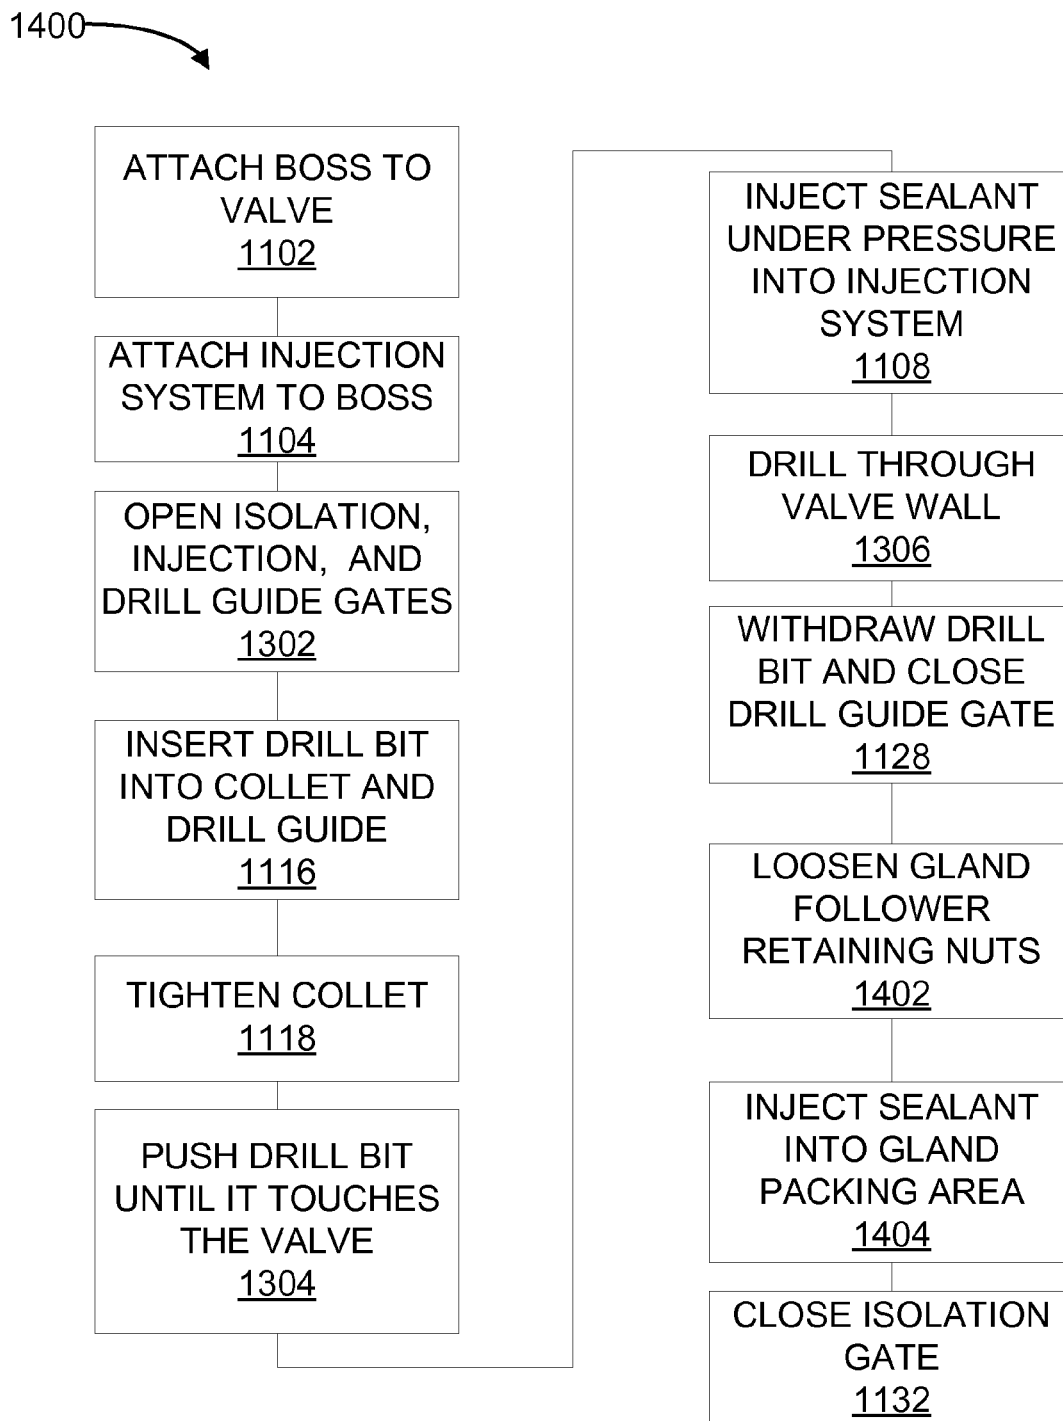 1400
ATTACH BOSS TO
VALVE
1102
ATTACH INJECTION
SYSTEM TO BOSS
1104
OPEN ISOLATION,
INJECTION, AND
DRILL GUIDE GATES
1302
INSERT DRILL BIT
INTO COLLET AND
DRILL GUIDE
1116
TIGHTEN COLLET
1118
PUSH DRILL BIT
UNTIL IT TOUCHES
THE VALVE
1304
INJECT SEALANT
UNDER PRESSURE
INTO INJECTION
SYSTEM
1108
DRILL THROUGH
VALVE WALL
1306
WITHDRAW DRILL
BIT AND CLOSE
DRILL GUIDE GATE
1128
LOOSEN GLAND
FOLLOWER
RETAINING NUTS
1402
INJECT SEALANT
INTO GLAND
PACKING AREA
1404
CLOSE ISOLATION
GATE
1132